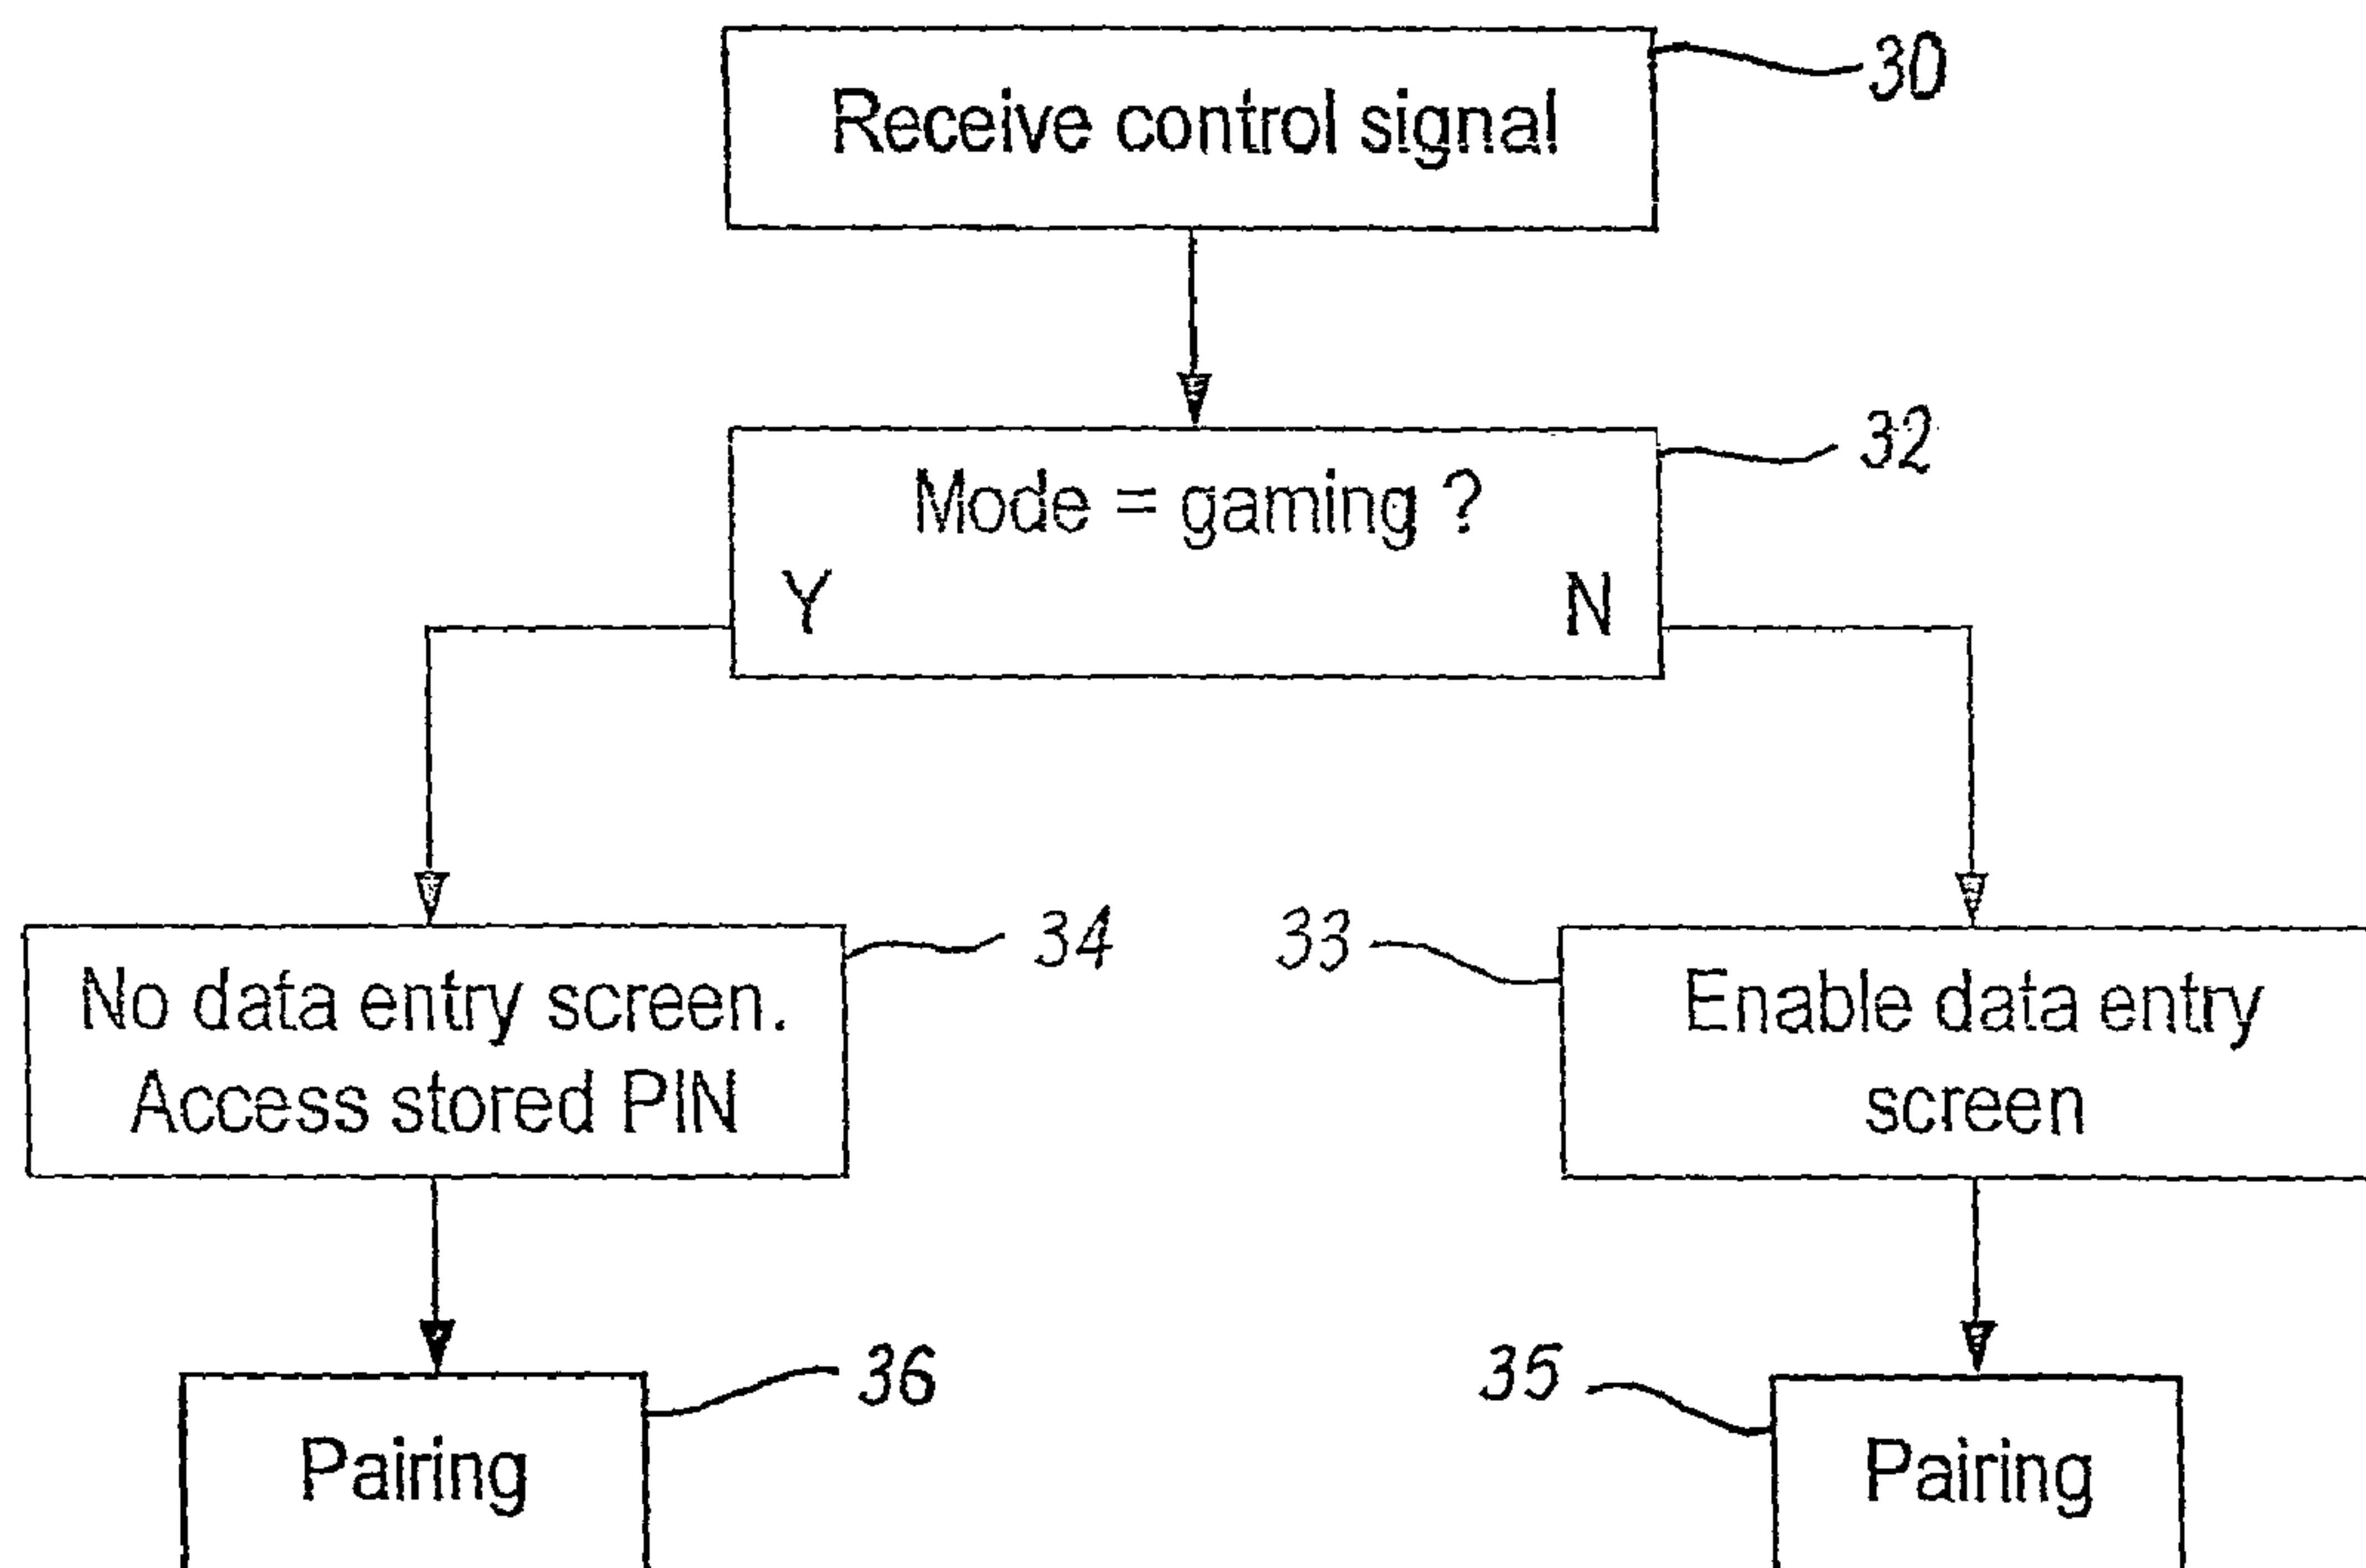 Receive control signal
30
Mode = gaming ?
32
Y
N
No data entry screen.
Access stored PIN
34
33
Enable data entry
screen
Pairing
36
35
Pairing